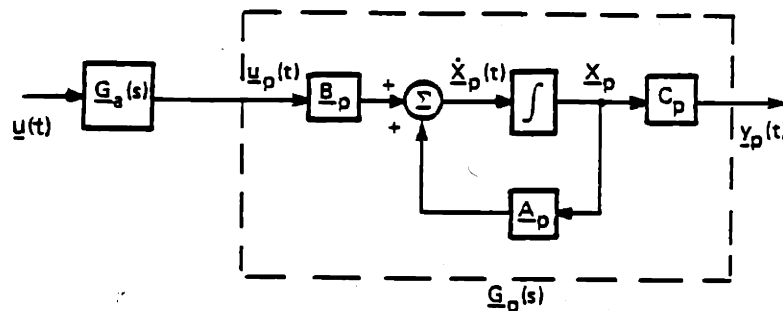 u(t)
G_a(s)
u_p(t)
B_p
+
+
Σ
Ẋ_p(t)
∫
X_p
C_p
y_p(t)
A_p
G_p(s)